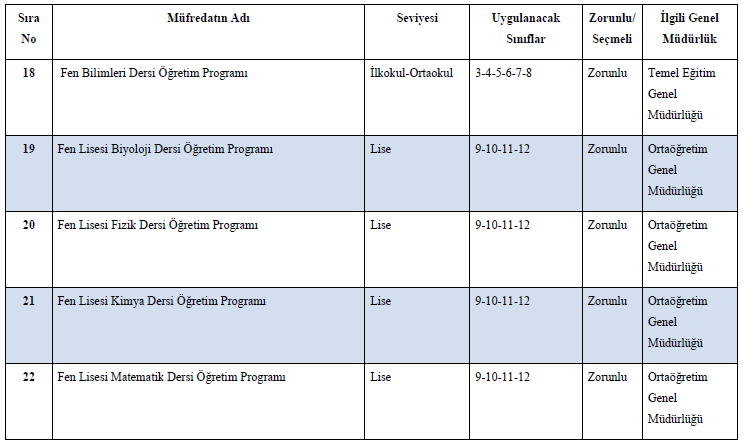 Sıra No Müfredatın Adı Seviyesi Uygulanacak Sınıflar Zorunlu/ Seçmeli İlgili Genel Müdürlük
18 Fen Bilimleri Dersi Öğretim Programı İlkokul-Ortaokul 3-4-5-6-7-8 Zorunlu Temel Eğitim
Genel
Müdürlüğü
19 Fen Lisesi Biyoloji Dersi Öğretim Programı Lise 9-10-11-12 Zorunlu Ortaöğretim
Genel
Müdürlüğü
20 Fen Lisesi Fizik Dersi Öğretim Programı Lise 9-10-11-12 Zorunlu Ortaöğretim
Genel
Müdürlüğü
21 Fen Lisesi Kimya Dersi Öğretim Programı Lise 9-10-11-12 Zorunlu Ortaöğretim
Genel
Müdürlüğü
22 Fen Lisesi Matematik Dersi Öğretim Programı Lise 9-10-11-12 Zorunlu Ortaöğretim
Genel
Müdürlüğü